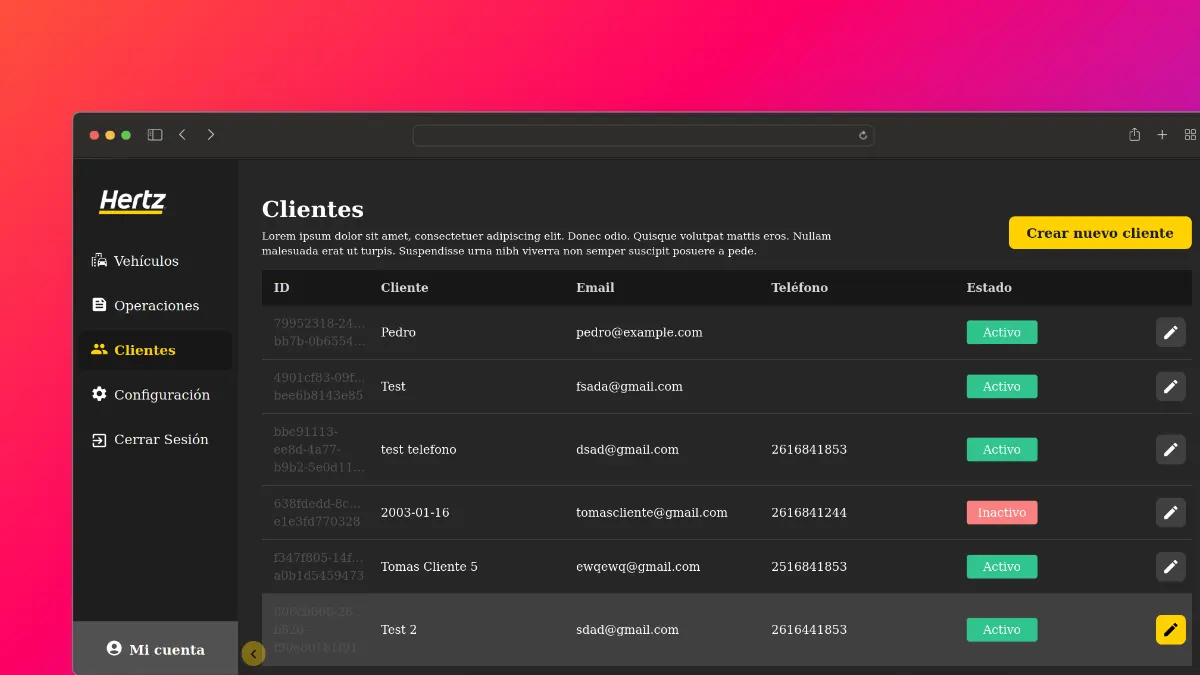 Hertz
Vehículos
Operaciones
Clientes
Configuración
Cerrar Sesión
Mi cuenta
Clientes
Lorem ipsum dolor sit amet, consectetuer adipiscing elit. Donec odio. Quisque volutpat mattis eros. Nullam
malesuada erat ut turpis. Suspendisse urna nibh viverra non semper suscipit posuere a pede.
Crear nuevo cliente
ID Cliente Email Teléfono Estado
79952318-24...
bb7b-0b6554...
Pedro pedro@example.com Activo
4901cf83-09f...
bee6b8143e85
Test fsada@gmail.com Activo
bbe91113-
ee8d-4a77-
b9b2-5e0d11...
test telefono dsad@gmail.com 2616841853 Activo
638fdedd-8c...
e1e3fd770328
2003-01-16 tomascliente@gmail.com 2616841244 Inactivo
f347f805-14f...
a0b1d5459473
Tomas Cliente 5 ewqewq@gmail.com 2516841853 Activo
Test 2 sdad@gmail.com 2616441853 Activo